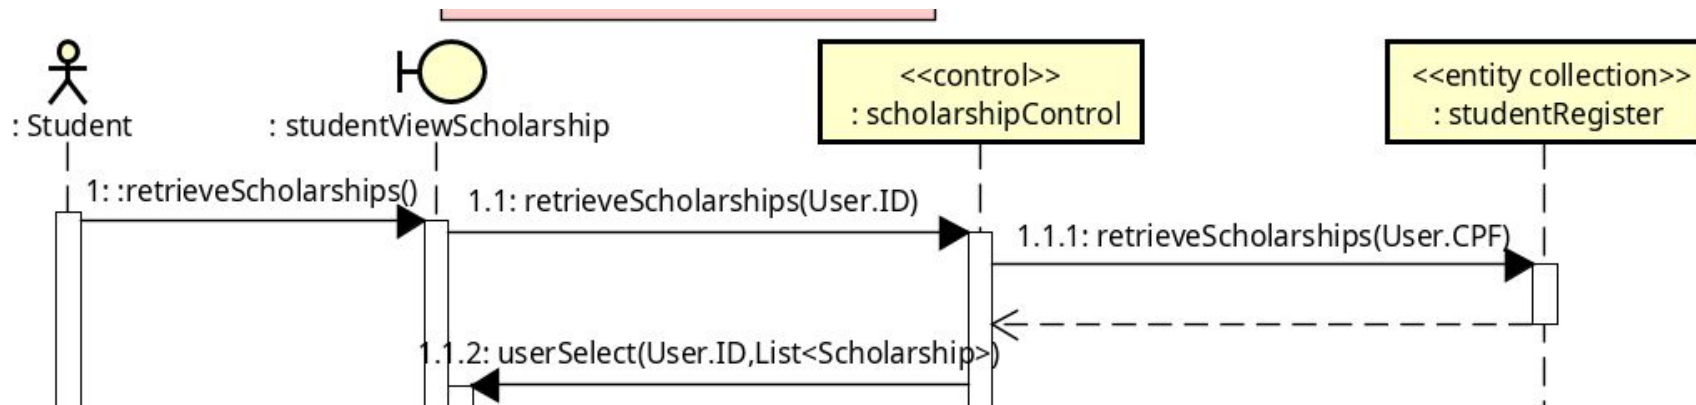 : Student
: studentViewScholarship
<<control>>
: scholarshipControl
<<entity collection>>
: studentRegister
1: :retrieveScholarships()
1.1: retrieveScholarships(User.ID)
1.1.1: retrieveScholarships(User.CPF)
1.1.2: userSelect(User.ID,List<Scholarship>)